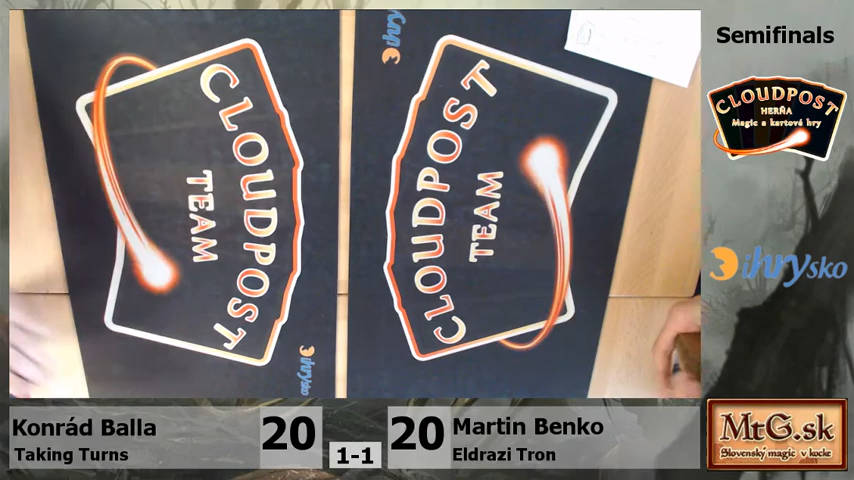 Semifinals
CLOUDPOST
HERŇA
Magic a kartové hry
ihrysko
CLOUDPOST
TEAM
ihrysko
CLOUDPOST
TEAM
ihry
Konrád Balla
Taking Turns
20
1-1
20
Martin Benko
Eldrazi Tron
MtG.sk
Slovenský magic v kocke